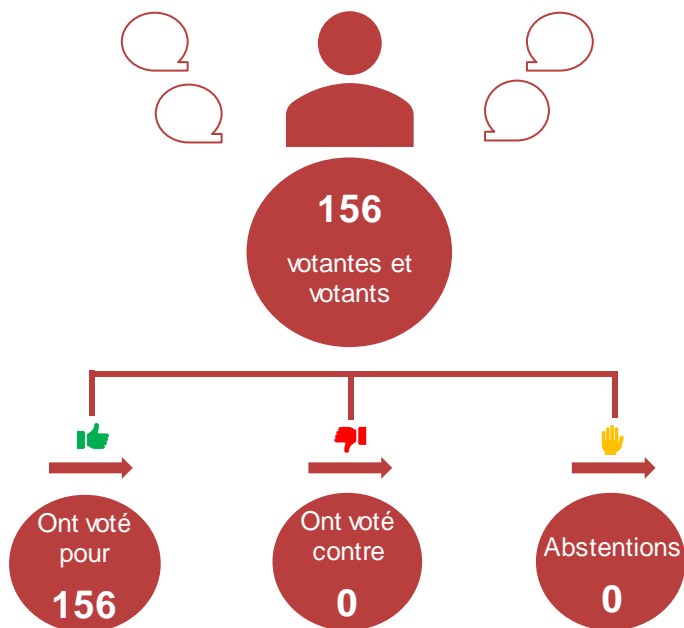 156
votantes et
votants
Ont voté
pour
156
Ont voté
contre
0
Abstentions
0